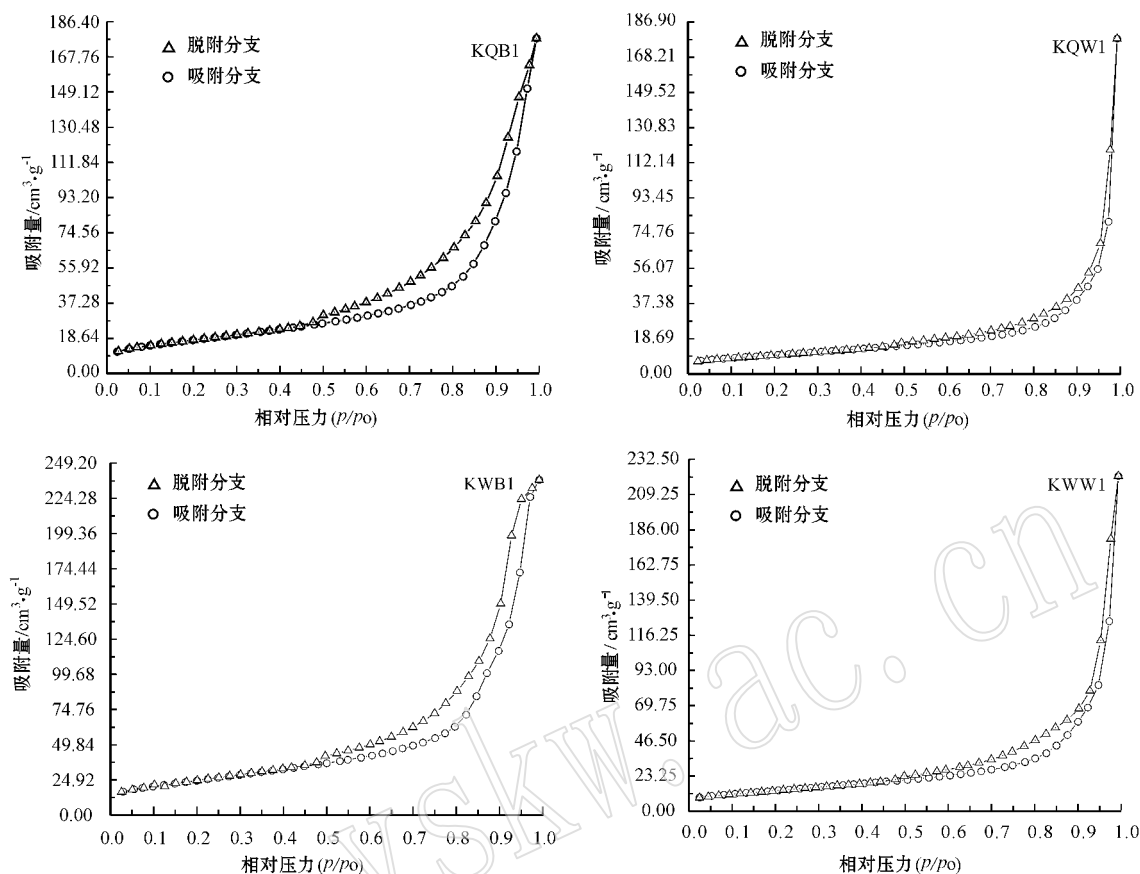 186.40
167.76
149.12
130.48
111.84
93.20
74.56
55.92
37.28
18.64
0.00
吸附量/cm³·g⁻¹
△ 脱附分支
○ 吸附分支
KQB1
0.0 0.1 0.2 0.3 0.4 0.5 0.6 0.7 0.8 0.9 1.0
相对压力(p/po)
186.90
168.21
149.52
130.83
112.14
93.45
74.76
56.07
37.38
18.69
0.00
吸附量/cm³·g⁻¹
△ 脱附分支
○ 吸附分支
KQW1
0.0 0.1 0.2 0.3 0.4 0.5 0.6 0.7 0.8 0.9 1.0
相对压力(p/po)
249.20
224.28
199.36
174.44
149.52
124.60
99.68
74.76
49.84
24.92
0.00
吸附量/cm³·g⁻¹
△ 脱附分支
○ 吸附分支
KWB1
0.0 0.1 0.2 0.3 0.4 0.5 0.6 0.7 0.8 0.9 1.0
相对压力(p/po)
232.50
209.25
186.00
162.75
139.50
116.25
93.00
69.75
46.50
23.25
0.00
吸附量/cm³·g⁻¹
△ 脱附分支
○ 吸附分支
KWW1
0.0 0.1 0.2 0.3 0.4 0.5 0.6 0.7 0.8 0.9 1.0
相对压力(p/po)
yskw.ac.cn